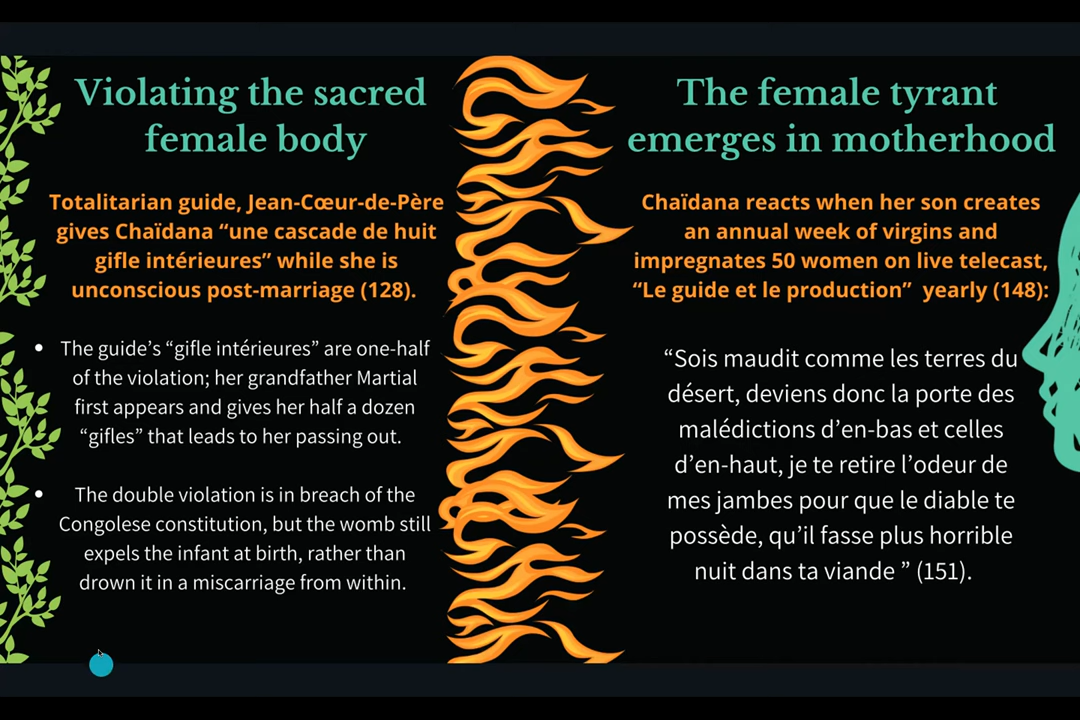 Violating the sacred
female body
Totalitarian guide, Jean-Cœur-de-Père
gives Chaïdana “une cascade de huit
gifle intérieures” while she is
unconscious post-marriage (128).
• The guide’s “gifle intérieures” are one-half
of the violation; her grandfather Martial
first appears and gives her half a dozen
“gifles” that leads to her passing out.
• The double violation is in breach of the
Congolese constitution, but the womb still
expels the infant at birth, rather than
drown it in a miscarriage from within.
The female tyrant
emerges in motherhood
Chaïdana reacts when her son creates
an annual week of virgins and
impregnates 50 women on live telecast,
“Le guide et le production” yearly (148):
“Sois maudit comme les terres du
désert, deviens donc la porte des
malédictions d’en-bas et celles
d’en-haut, je te retire l’odeur de
mes jambes pour que le diable te
possède, qu’il fasse plus horrible
nuit dans ta viande ” (151).